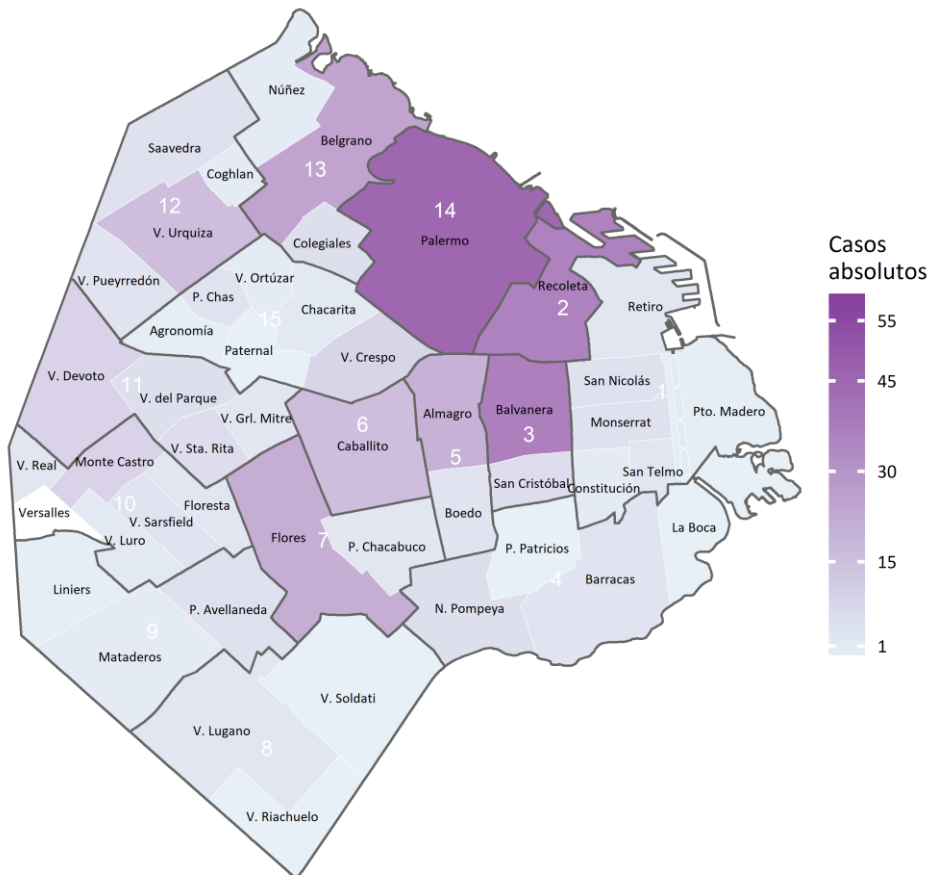 Núñez
Belgrano
Saavedra
Coghlan
13
12
V. Urquiza
14
Palermo
Colegiales
Casos
absolutos
V. Pueyrredón
V. Ortúzar
P. Chas
Recoleta
2
Retiro
Chacarita
15
Agronomía
Paternal
55
V. Crespo
V. Devoto
11
V. del Parque
San Nicolás
1
45
V. Grl. Mitre
6
Almagro
Balvanera
Pto. Madero
Monserrat
3
Caballito
V. Sta. Rita
5
V. Real
Monte Castro
San Telmo
30
San Cristóbal
Constitución
10
Floresta
Versalles
V. Sarsfield
Boedo
La Boca
V. Luro
Flores
7
P. Chacabuco
P. Patricios
15
Liniers
4
Barracas
P. Avellaneda
N. Pompeya
9
Mataderos
1
V. Soldati
V. Lugano
8
V. Riachuelo